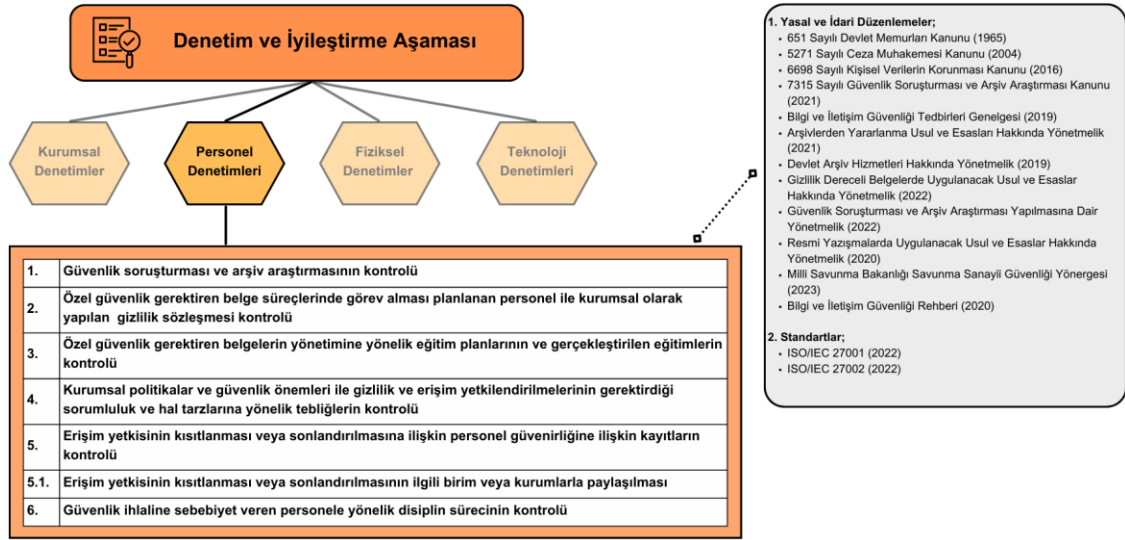 Denetim ve İyileştirme Aşaması
Kurumsal
Denetimler
Personel
Denetimleri
Fiziksel
Denetimler
Teknoloji
Denetimleri
1. Güvenlik soruşturması ve arşiv araştırmasının kontrolü
2. Özel güvenlik gerektiren belge süreçlerinde görev alması planlanan personel ile kurumsal olarak
yapılan gizlilik sözleşmesi kontrolü
3. Özel güvenlik gerektiren belgelerin yönetimine yönelik eğitim planlarının ve gerçekleştirilen eğitimlerin
kontrolü
4. Kurumsal politikalar ve güvenlik önemleri ile gizlilik ve erişim yetkilendirilmelerinin gerektirdiği
sorumluluk ve hal tarzlarına yönelik tebliğlerin kontrolü
5. Erişim yetkisinin kısıtlanması veya sonlandırılmasına ilişkin personel güvenirliğine ilişkin kayıtların
kontrolü
5.1. Erişim yetkisinin kısıtlanması veya sonlandırılmasının ilgili birim veya kurumlarla paylaşılması
6. Güvenlik ihlaline sebebiyet veren personele yönelik disiplin sürecinin kontrolü
1. Yasal ve İdari Düzenlemeler;
• 651 Sayılı Devlet Memurları Kanunu (1965)
• 5271 Sayılı Ceza Muhakemesi Kanunu (2004)
• 6698 Sayılı Kişisel Verilerin Korunması Kanunu (2016)
• 7315 Sayılı Güvenlik Soruşturması ve Arşiv Araştırması Kanunu
(2021)
• Bilgi ve İletişim Güvenliği Tedbirleri Genelgesi (2019)
• Arşivlerden Yararlanma Usul ve Esasları Hakkında Yönetmelik
(2021)
• Devlet Arşiv Hizmetleri Hakkında Yönetmelik (2019)
• Gizlilik Dereceli Belgelerde Uygulanacak Usul ve Esaslar
Hakkında Yönetmelik (2022)
• Güvenlik Soruşturması ve Arşiv Araştırması Yapılmasına Dair
Yönetmelik (2022)
• Resmi Yazışmalarda Uygulanacak Usul ve Esaslar Hakkında
Yönetmelik (2020)
• Milli Savunma Bakanlığı Savunma Sanayii Güvenliği Yönergesi
(2023)
• Bilgi ve İletişim Güvenliği Rehberi (2020)
2. Standartlar;
• ISO/IEC 27001 (2022)
• ISO/IEC 27002 (2022)